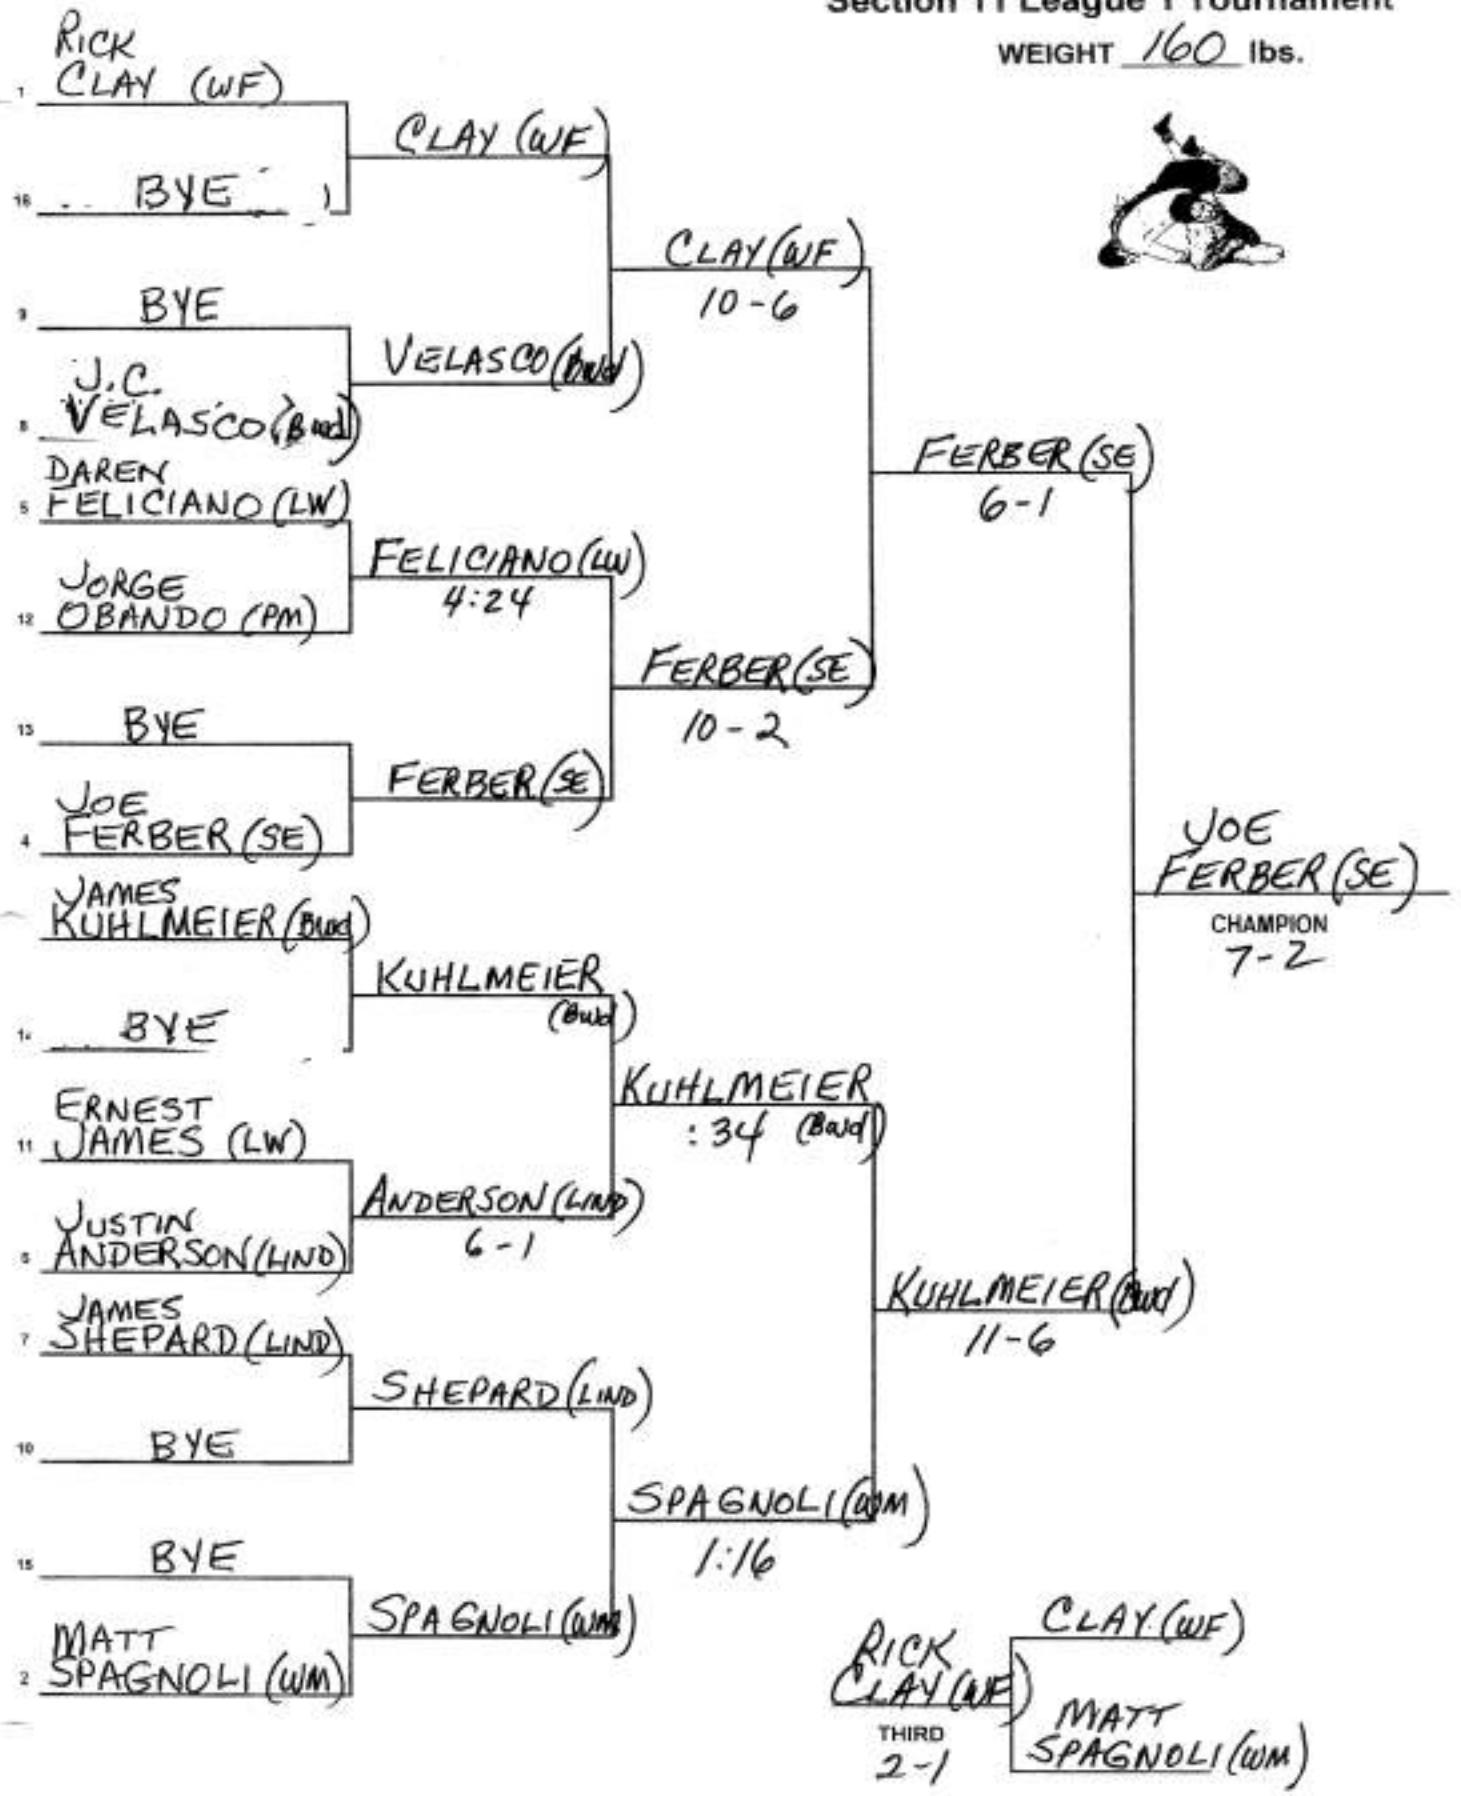 Section 11 League 1 Tournament
WEIGHT 160 lbs.
RICK
1 CLAY (WF)
16 BYE
CLAY (WF)
9 BYE
J.C.
8 VELASCO (Bwd)
VELASCO (Bwd)
CLAY (WF)
10-6
DAREN
5 FELICIANO (LW)
JORGE
12 OBANDO (PM)
FELICIANO (LW)
4:24
13 BYE
JOE
4 FERBER (SE)
FERBER (SE)
FERBER (SE)
10-2
FERBER (SE)
6-1
JAMES
KUHLMEIER (Bwd)
BYE
KUHLMEIER
(Bwd)
ERNEST
11 JAMES (LW)
JUSTIN
6 ANDERSON (LIND)
ANDERSON (LIND)
6-1
KUHLMEIER
:34 (Bwd)
JAMES
7 SHEPARD (LIND)
10 BYE
SHEPARD (LIND)
15 BYE
MATT
2 SPAGNOLI (WM)
SPAGNOLI (WM)
SPAGNOLI (WM)
1:16
KUHLMEIER (Bwd)
11-6
JOE
FERBER (SE)
CHAMPION
7-2
CLAY (WF)
RICK
CLAY (WF)
THIRD
2-1
MATT
SPAGNOLI (WM)